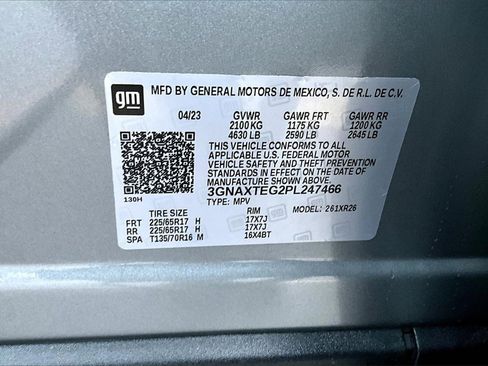 gm
MFD BY GENERAL MOTORS DE MEXICO, S. DE R.L. DE C.V.
04/23 GVWR GAWR FRT GAWR RR
2100 KG 1175 KG 1200 KG
4630 LB 2590 LB 2645 LB
THIS VEHICLE CONFORMS TO ALL
APPLICABLE U.S. FEDERAL MOTOR
VEHICLE SAFETY AND THEFT PREVENTION
STANDARDS IN EFFECT ON THE DATE
OF MANUFACTURE SHOWN ABOVE.
3GNAXTEG2PL247466
130H
TYPE: MPV MODEL: 261XR26
TIRE SIZE RIM
FRT 225/65R17 H 17X7J
RR 225/65R17 H 17X7J
SPA T135/70R16 M 16X4BT